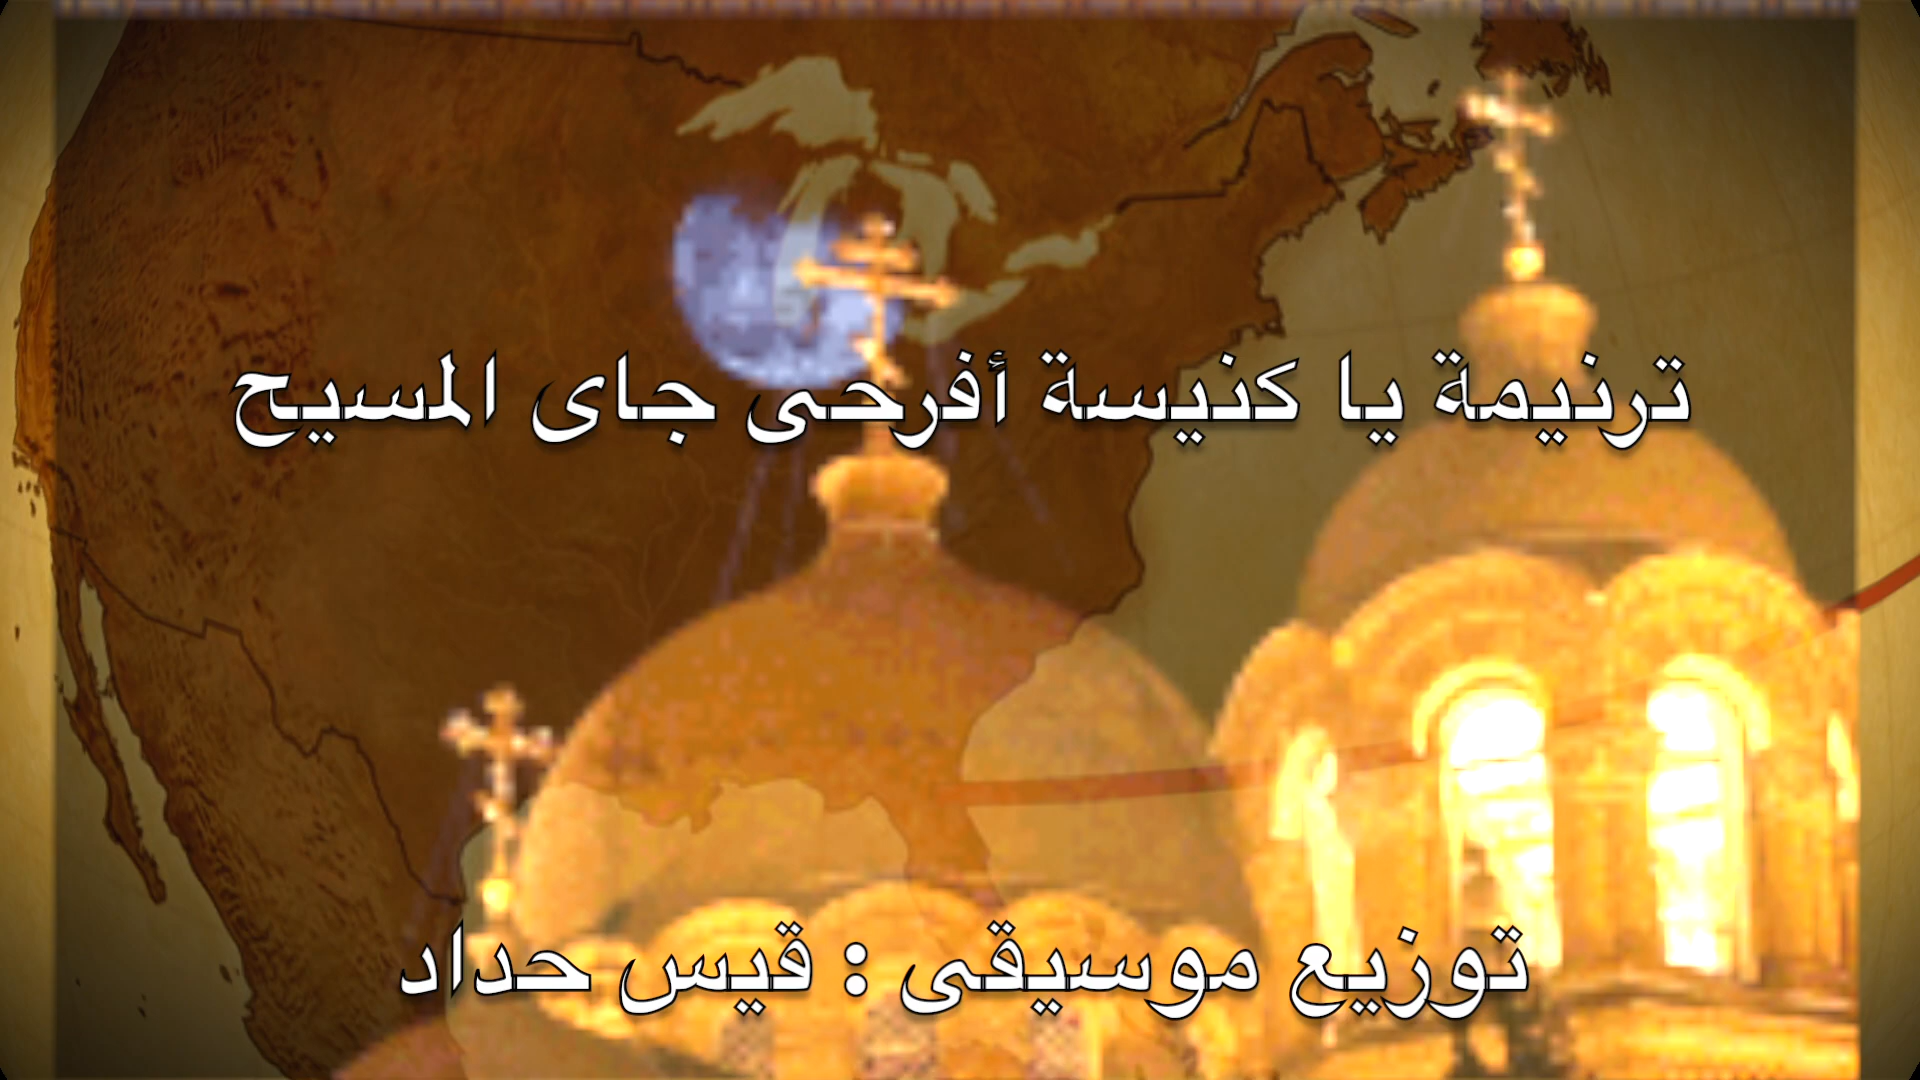 ترنيمة يا كنيسة أفرحى جاى المسيح
توزيع موسيقى : قيس حداد